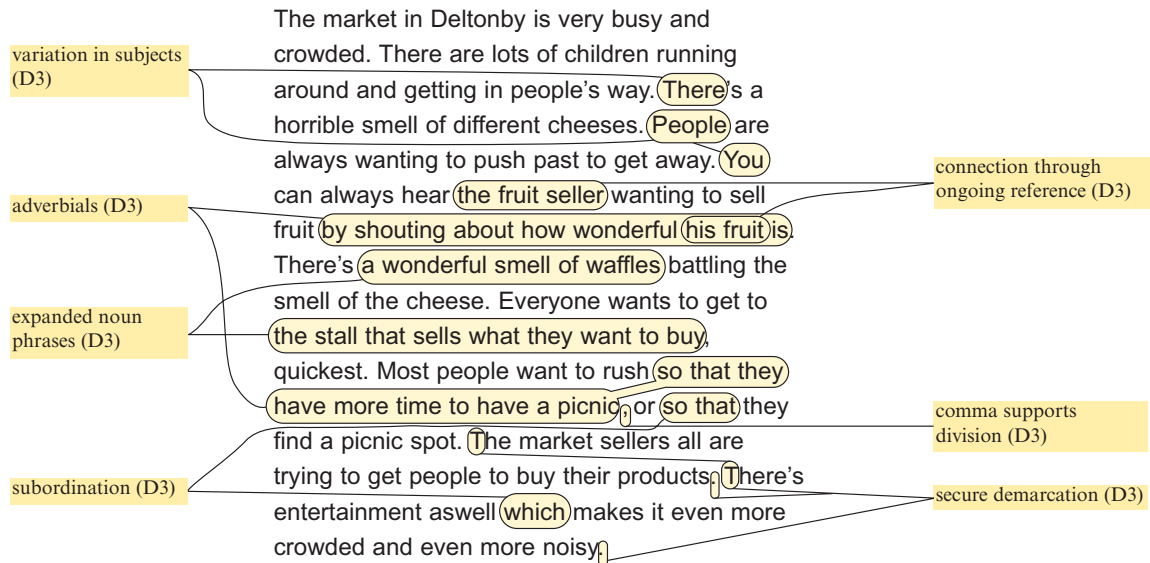 The market in Deltonby is very busy and
crowded. There are lots of children running
around and getting in people's way. There's a
horrible smell of different cheeses. People are
always wanting to push past to get away. You
can always hear the fruit seller wanting to sell
fruit by shouting about how wonderful his fruit is.
There's a wonderful smell of waffles battling the
smell of the cheese. Everyone wants to get to
the stall that sells what they want to buy,
quickest. Most people want to rush so that they
have more time to have a picnic, or so that they
find a picnic spot. The market sellers all are
trying to get people to buy their products. There's
entertainment aswell which makes it even more
crowded and even more noisy.
variation in subjects
(D3)
adverbials (D3)
expanded noun
phrases (D3)
subordination (D3)
connection through
ongoing reference (D3)
comma supports
division (D3)
secure demarcation (D3)